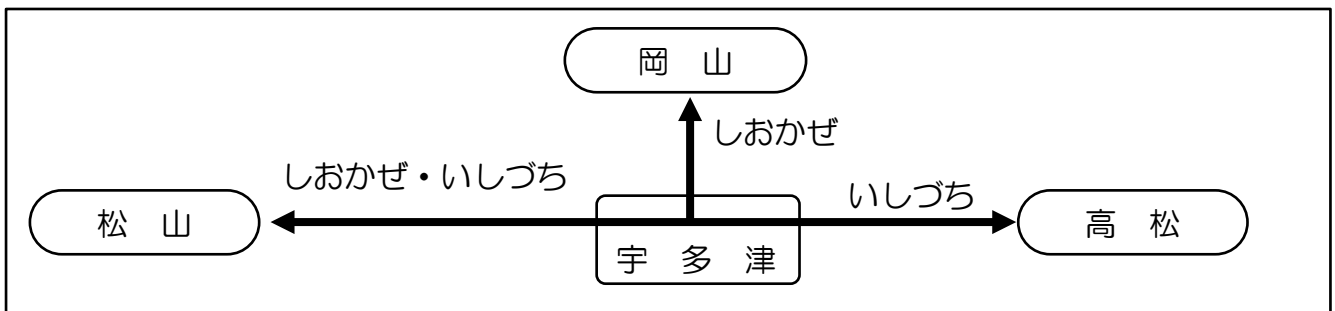 岡　山
しおかぜ
しおかぜ・いしづち
いしづち
松　山
宇　多　津
高　松